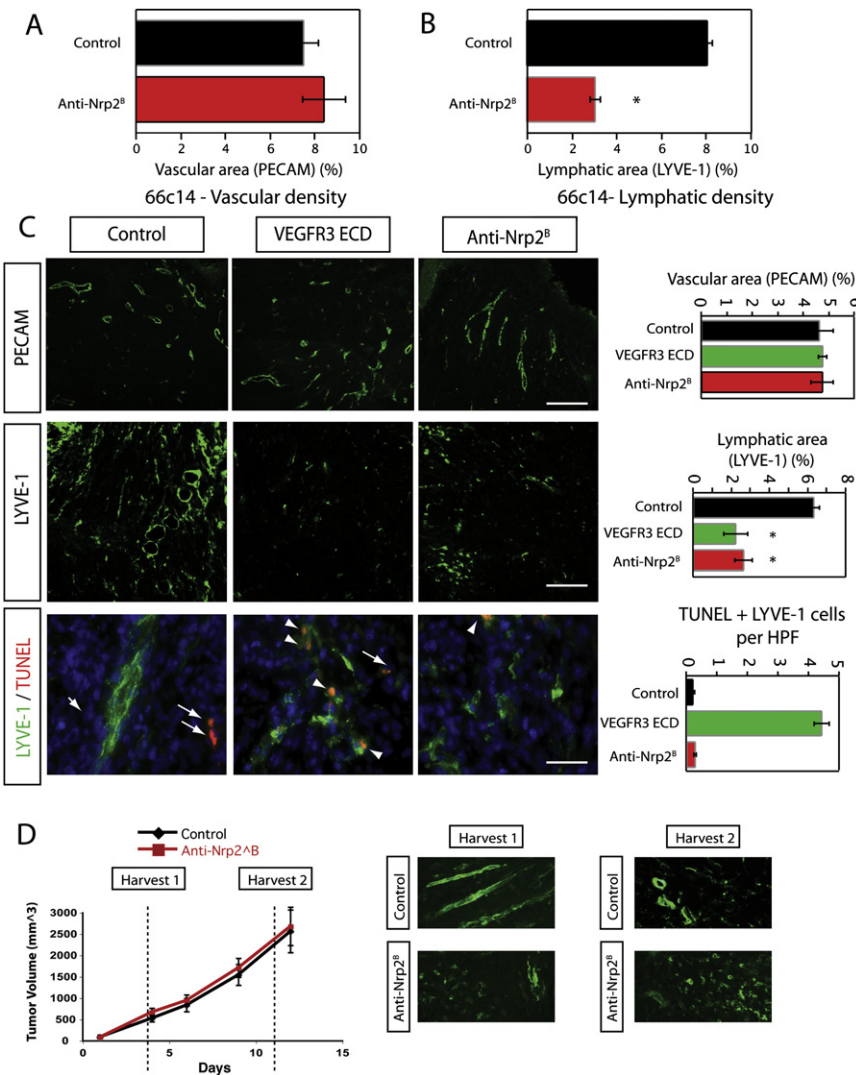 A
Control
Anti-Nrp2ᴮ
0 2 4 6 8 10
Vascular area (PECAM) (%)
66c14 - Vascular density
B
Control
Anti-Nrp2ᴮ
*
0 2 4 6 8 10
Lymphatic area (LYVE-1) (%)
66c14- Lymphatic density
C
Control
VEGFR3 ECD
Anti-Nrp2ᴮ
PECAM
Vascular area (PECAM) (%)
0 1 2 3 4 5 6
Control
VEGFR3 ECD
Anti-Nrp2ᴮ
LYVE-1
Lymphatic area
(LYVE-1) (%)
0 2 4 6 8
Control
VEGFR3 ECD *
Anti-Nrp2ᴮ *
LYVE-1 / TUNEL
TUNEL + LYVE-1 cells
per HPF
0 1 2 3 4 5
Control
VEGFR3 ECD
Anti-Nrp2ᴮ
D
Control
Anti-Nrp2^B
Harvest 1
Harvest 2
Tumor Volume (mm^3)
3000
2500
2000
1500
1000
500
0
0 5 10 15
Days
Harvest 1
Harvest 2
Control
Control
Anti-Nrp2ᴮ
Anti-Nrp2ᴮ